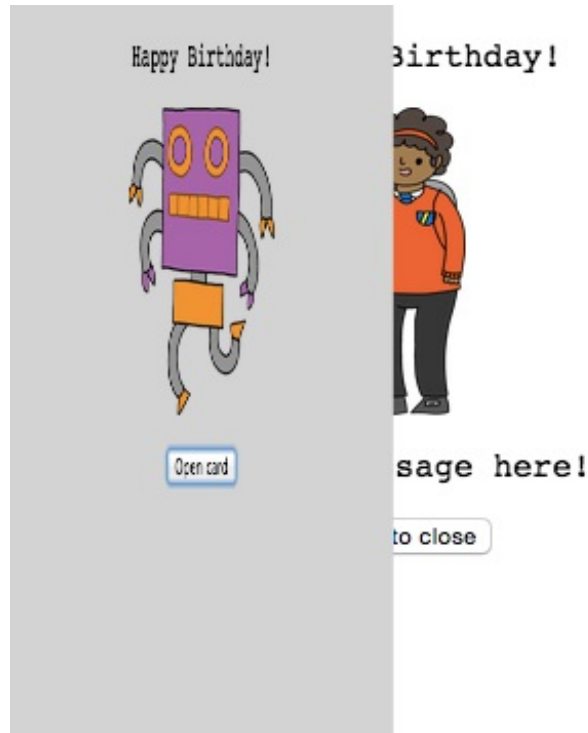 Happy Birthday!
Open card
Birthday!
sage here!
to close